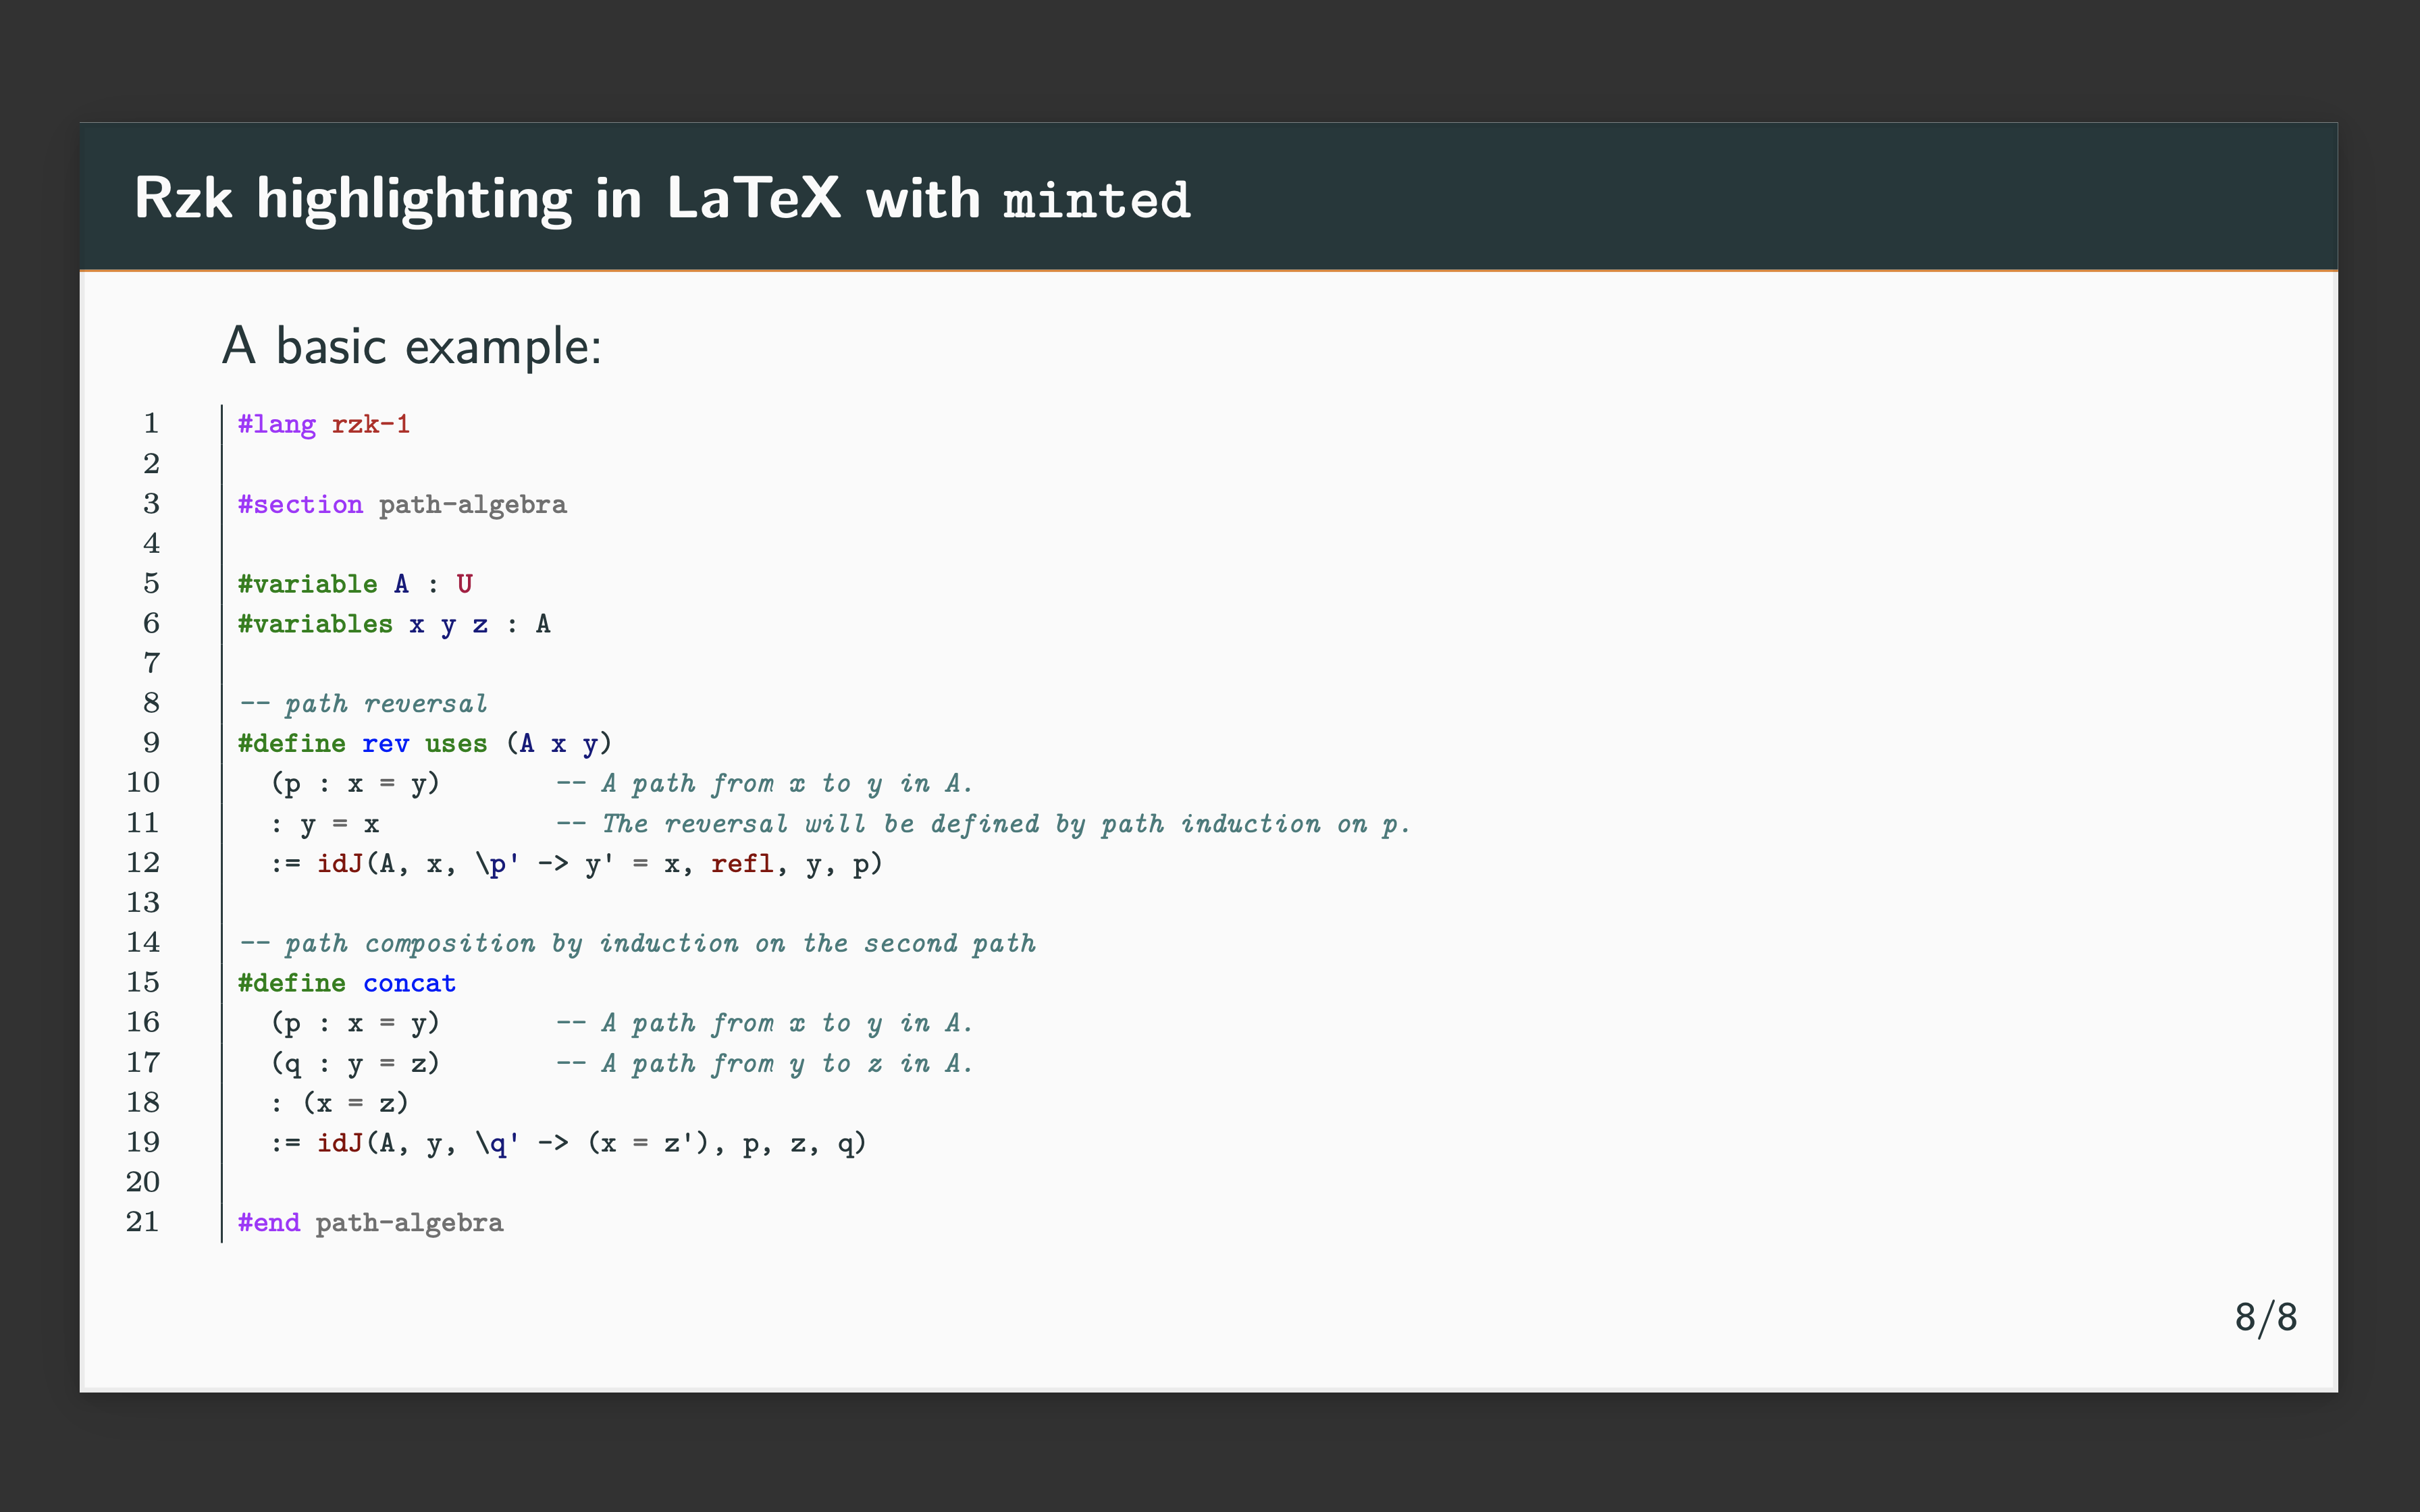 Rzk highlighting in LaTeX with minted
A basic example:
1 #lang rzk-1
2
3 #section path-algebra
4
5 #variable A : U
6 #variables x y z : A
7
8 -- path reversal
9 #define rev uses (A x y)
10   (p : x = y)       -- A path from x to y in A.
11   : y = x           -- The reversal will be defined by path induction on p.
12   := idJ(A, x, \p' -> y' = x, refl, y, p)
13
14 -- path composition by induction on the second path
15 #define concat
16   (p : x = y)       -- A path from x to y in A.
17   (q : y = z)       -- A path from y to z in A.
18   : (x = z)
19   := idJ(A, y, \q' -> (x = z'), p, z, q)
20
21 #end path-algebra
8/8